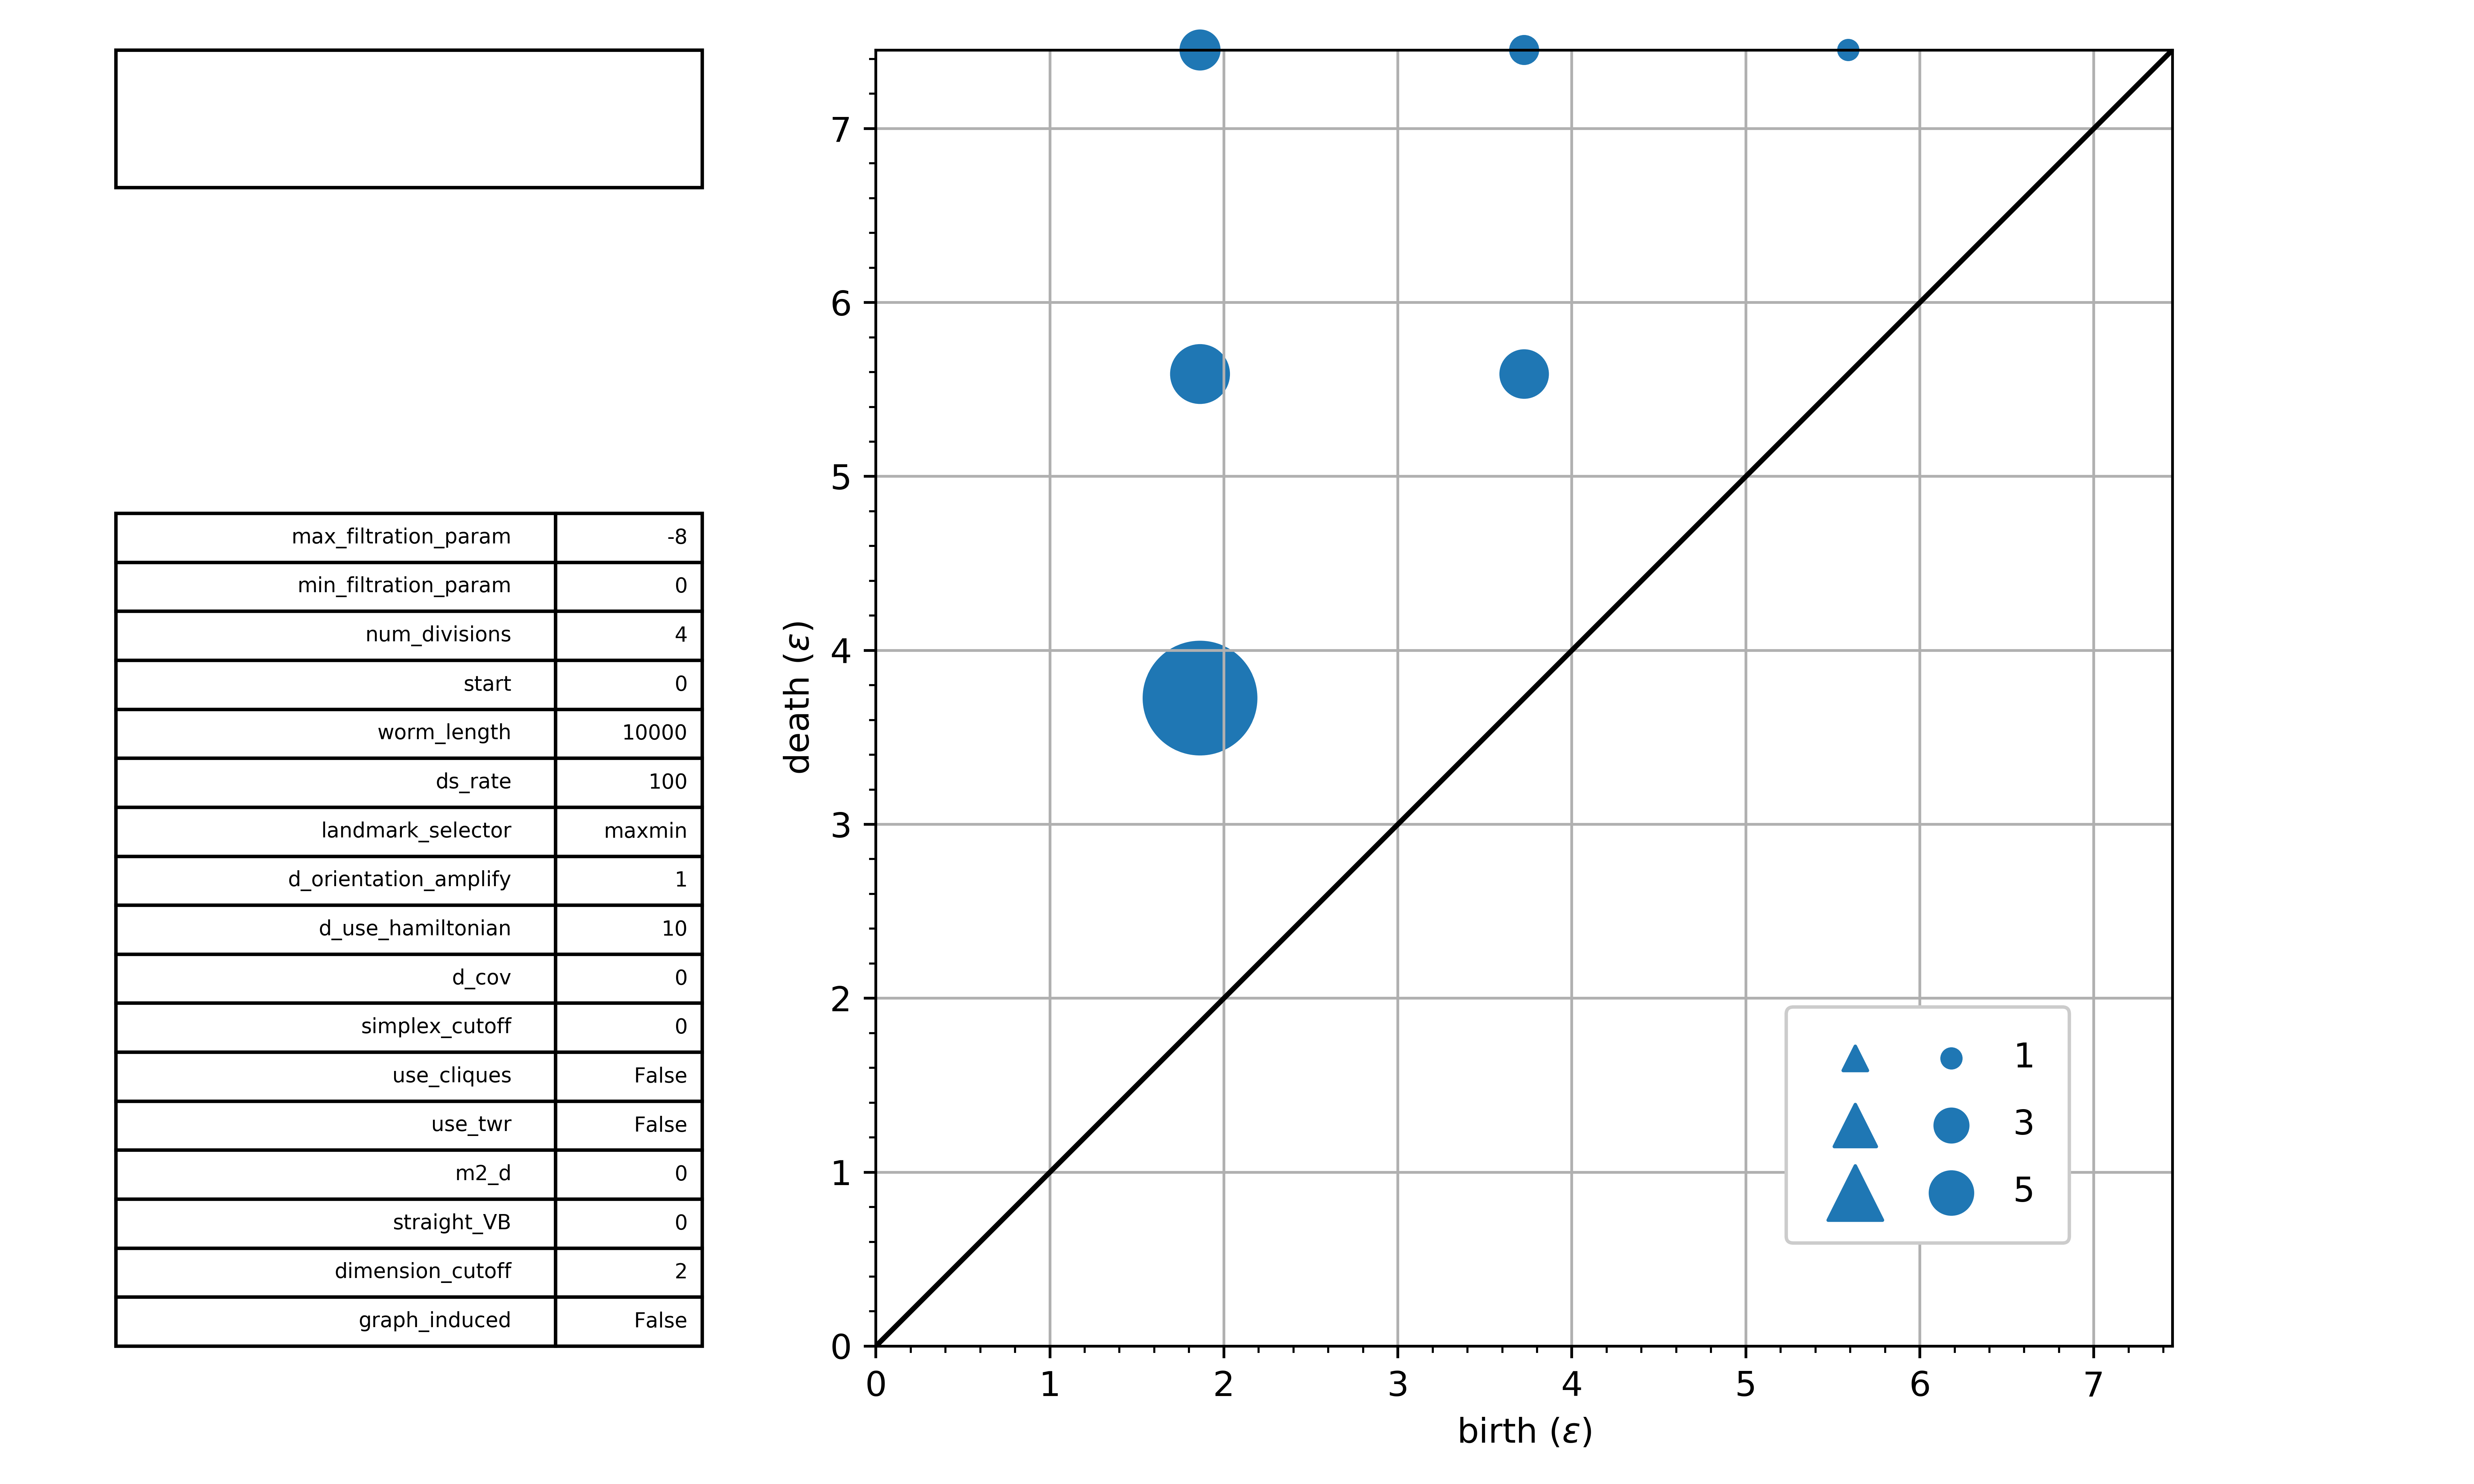 max_filtration_param -8
min_filtration_param 0
num_divisions 4
start 0
worm_length 10000
ds_rate 100
landmark_selector maxmin
d_orientation_amplify 1
d_use_hamiltonian 10
d_cov 0
simplex_cutoff 0
use_cliques False
use_twr False
m2_d 0
straight_VB 0
dimension_cutoff 2
graph_induced False
death (ε)
7
6
5
4
3
2
1
0
0 1 2 3 4 5 6 7
birth (ε)
1
3
5